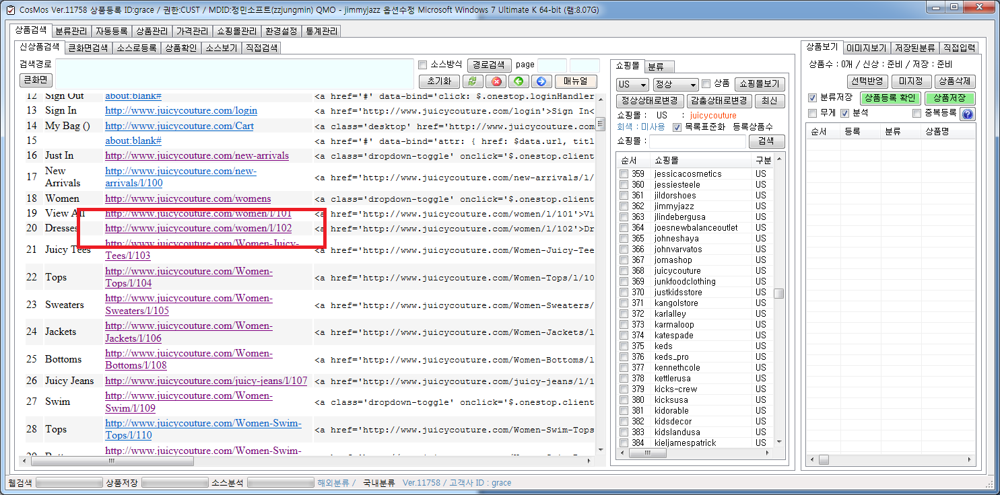 CosMos Ver.11758 상품등록 ID:grace / 권한:CUST / MDID:정민소프트(zzjungmin) QMO - jimmyjazz 옵션수정 Microsoft Windows 7 Ultimate K 64-bit (램:8.07G)
상품검색 분류관리 자동등록 상품관리 가격관리 쇼핑몰관리 환경설정 통계관리
신상품검색 큰화면검색 소스로등록 상품확인 소스보기 직접검색
검색경로 소스방식 경로검색 page
큰화면 초기화 매뉴얼
12 Sign Out about:blank# <a href='#' data-bind='click: $.onestop.loginHandler
13 Sign In http://www.juicycouture.com/login <a href='http://www.juicycouture.com/login'>Sign In<
14 My Bag () http://www.juicycouture.com/Cart <a class='desktop' href='http://www.juicycouture.com
15 about:blank# <a href='#' data-bind='attr: { href: $data.url, titl
16 Just In http://www.juicycouture.com/new-arrivals <a class='dropdown-toggle' onclick='$.onestop.client
17 New Arrivals http://www.juicycouture.com/new-arrivals/l/100 <a href='http://www.juicycouture.com/new-arrivals/l/
18 Women http://www.juicycouture.com/womens <a class='dropdown-toggle' onclick='$.onestop.client
19 View All http://www.juicycouture.com/women/l/101 <a href='http://www.juicycouture.com/women/l/101'>Vi
20 Dresses http://www.juicycouture.com/women/l/102 <a href='http://www.juicycouture.com/women/l/102'>Dr
21 Juicy Tees http://www.juicycouture.com/Women-Juicy-Tees/l/103 <a href='http://www.juicycouture.com/Women-Juicy-Tee
22 Tops http://www.juicycouture.com/Women-Tops/l/104 <a href='http://www.juicycouture.com/Women-Tops/l/10
23 Sweaters http://www.juicycouture.com/Women-Sweaters/l/105 <a href='http://www.juicycouture.com/Women-Sweaters/
24 Jackets http://www.juicycouture.com/Women-Jackets/l/106 <a href='http://www.juicycouture.com/Women-Jackets/l
25 Bottoms http://www.juicycouture.com/Women-Bottoms/l/108 <a href='http://www.juicycouture.com/Women-Bottoms/l
26 Juicy Jeans http://www.juicycouture.com/juicy-jeans/l/107 <a href='http://www.juicycouture.com/juicy-jeans/l/1
27 Swim http://www.juicycouture.com/Women-Swim/l/109 <a class='dropdown-toggle' onclick='$.onestop.client
28 Tops http://www.juicycouture.com/Women-Swim-Tops/l/110 <a href='http://www.juicycouture.com/Women-Swim-Tops
http://www.juicycouture.com/Women-Swim-
쇼핑몰 분류
US 정상 상품 쇼핑몰보기
정상상태로변경 감춤상태로변경 최신
쇼핑몰 : US : juicycouture
회색 : 미사용 목록표준화 등록상품수
쇼핑몰 : 검색
순서 쇼핑몰 구분
359 jessicacosmetics US
360 jessiesteele US
361 jildorshoes US
362 jimmyjazz US
363 jlindebergusa US
364 joesnewbalanceoutlet US
365 johneshaya US
366 johnvarvatos US
367 jomashop US
368 juicycouture US
369 junkfoodclothing US
370 justkidsstore US
371 kangolstore US
372 karlalley US
373 karmaloop US
374 katespade US
375 keds US
376 keds_pro US
377 kennethcole US
378 kettlerusa US
379 kicks-crew US
380 kicksusa US
381 kidorable US
382 kidsdecor US
383 kidslandusa US
384 kieljamespatrick US
상품보기 이미지보기 저장된분류 직접입력
상품수 : 0개 / 신상 : 준비 / 저장 : 준비
선택반영 미지정 상품삭제
분류저장 상품등록 확인 상품저장
무게 분석 중복등록
순서 등록 분류 상품명
웹검색 상품저장 소스분석 해외분류 / 국내분류 Ver.11758 / 고객사 ID : grace